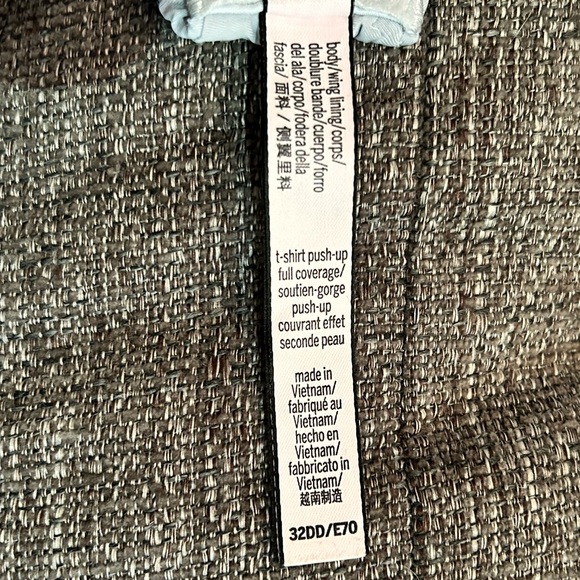 body/wing lining/corps/
doublure bande/cuerpo/forro
del ala/corpo/fodera della
fascia/ 面料 / 侧翼里料
t-shirt push-up
full coverage/
soutien-gorge
push-up
couvrant effet
seconde peau
made in
Vietnam/
fabriqué au
Vietnam/
hecho en
Vietnam/
fabbricato in
Vietnam/
越南制造
32DD/E70